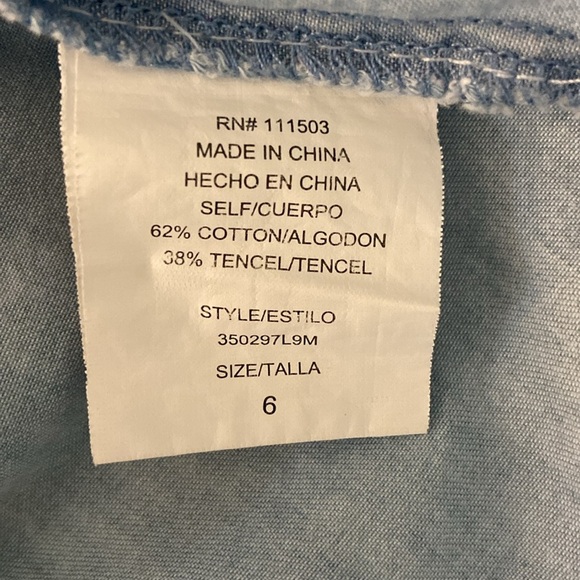 RN# 111503
MADE IN CHINA
HECHO EN CHINA
SELF/CUERPO
62% COTTON/ALGODON
38% TENCEL/TENCEL
STYLE/ESTILO
350297L9M
SIZE/TALLA
6